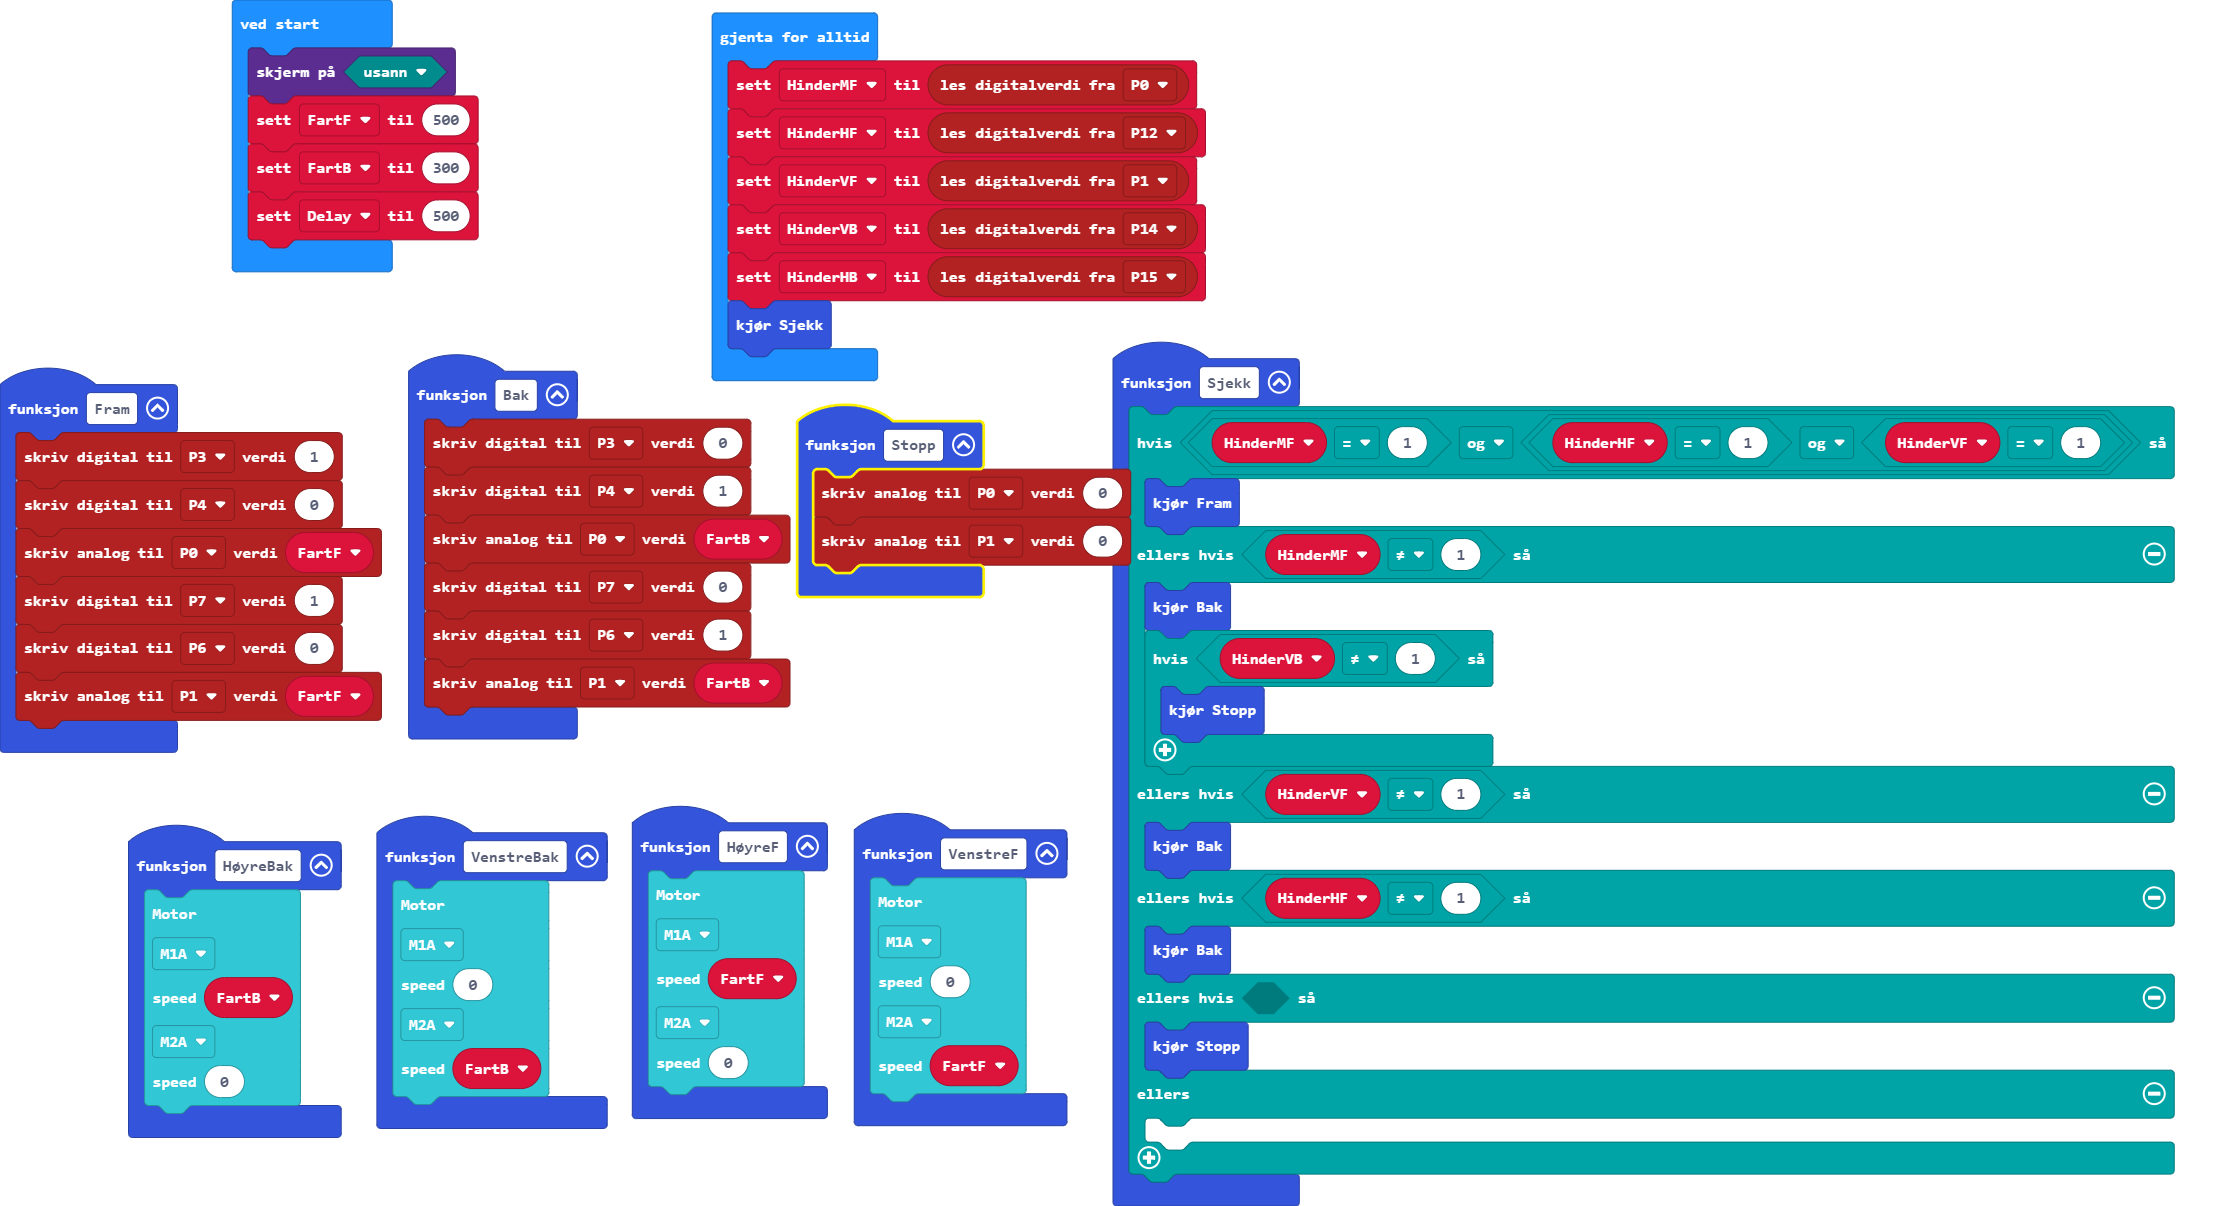 ved start
skjerm på usann
sett FartF til 500
sett FartB til 300
sett Delay til 500
gjenta for alltid
sett HinderMF til les digitalverdi fra P0
sett HinderHF til les digitalverdi fra P12
sett HinderVF til les digitalverdi fra P1
sett HinderVB til les digitalverdi fra P14
sett HinderHB til les digitalverdi fra P15
kjør Sjekk
funksjon Fram
skriv digital til P3 verdi 1
skriv digital til P4 verdi 0
skriv analog til P0 verdi FartF
skriv digital til P7 verdi 1
skriv digital til P6 verdi 0
skriv analog til P1 verdi FartF
funksjon Bak
skriv digital til P3 verdi 0
skriv digital til P4 verdi 1
skriv analog til P0 verdi FartB
skriv digital til P7 verdi 0
skriv digital til P6 verdi 1
skriv analog til P1 verdi FartB
funksjon Stopp
skriv analog til P0 verdi 0
skriv analog til P1 verdi 0
funksjon Sjekk
hvis HinderMF = 1 og HinderHF = 1 og HinderVF = 1 så
kjør Fram
ellers hvis HinderMF ≠ 1 så
kjør Bak
hvis HinderVB ≠ 1 så
kjør Stopp
ellers hvis HinderVF ≠ 1 så
kjør Bak
ellers hvis HinderHF ≠ 1 så
kjør Bak
ellers hvis så
kjør Stopp
ellers
funksjon HøyreBak
Motor
M1A
speed FartB
M2A
speed 0
funksjon VenstreBak
Motor
M1A
speed 0
M2A
speed FartB
funksjon HøyreF
Motor
M1A
speed FartF
M2A
speed 0
funksjon VenstreF
Motor
M1A
speed 0
M2A
speed FartF